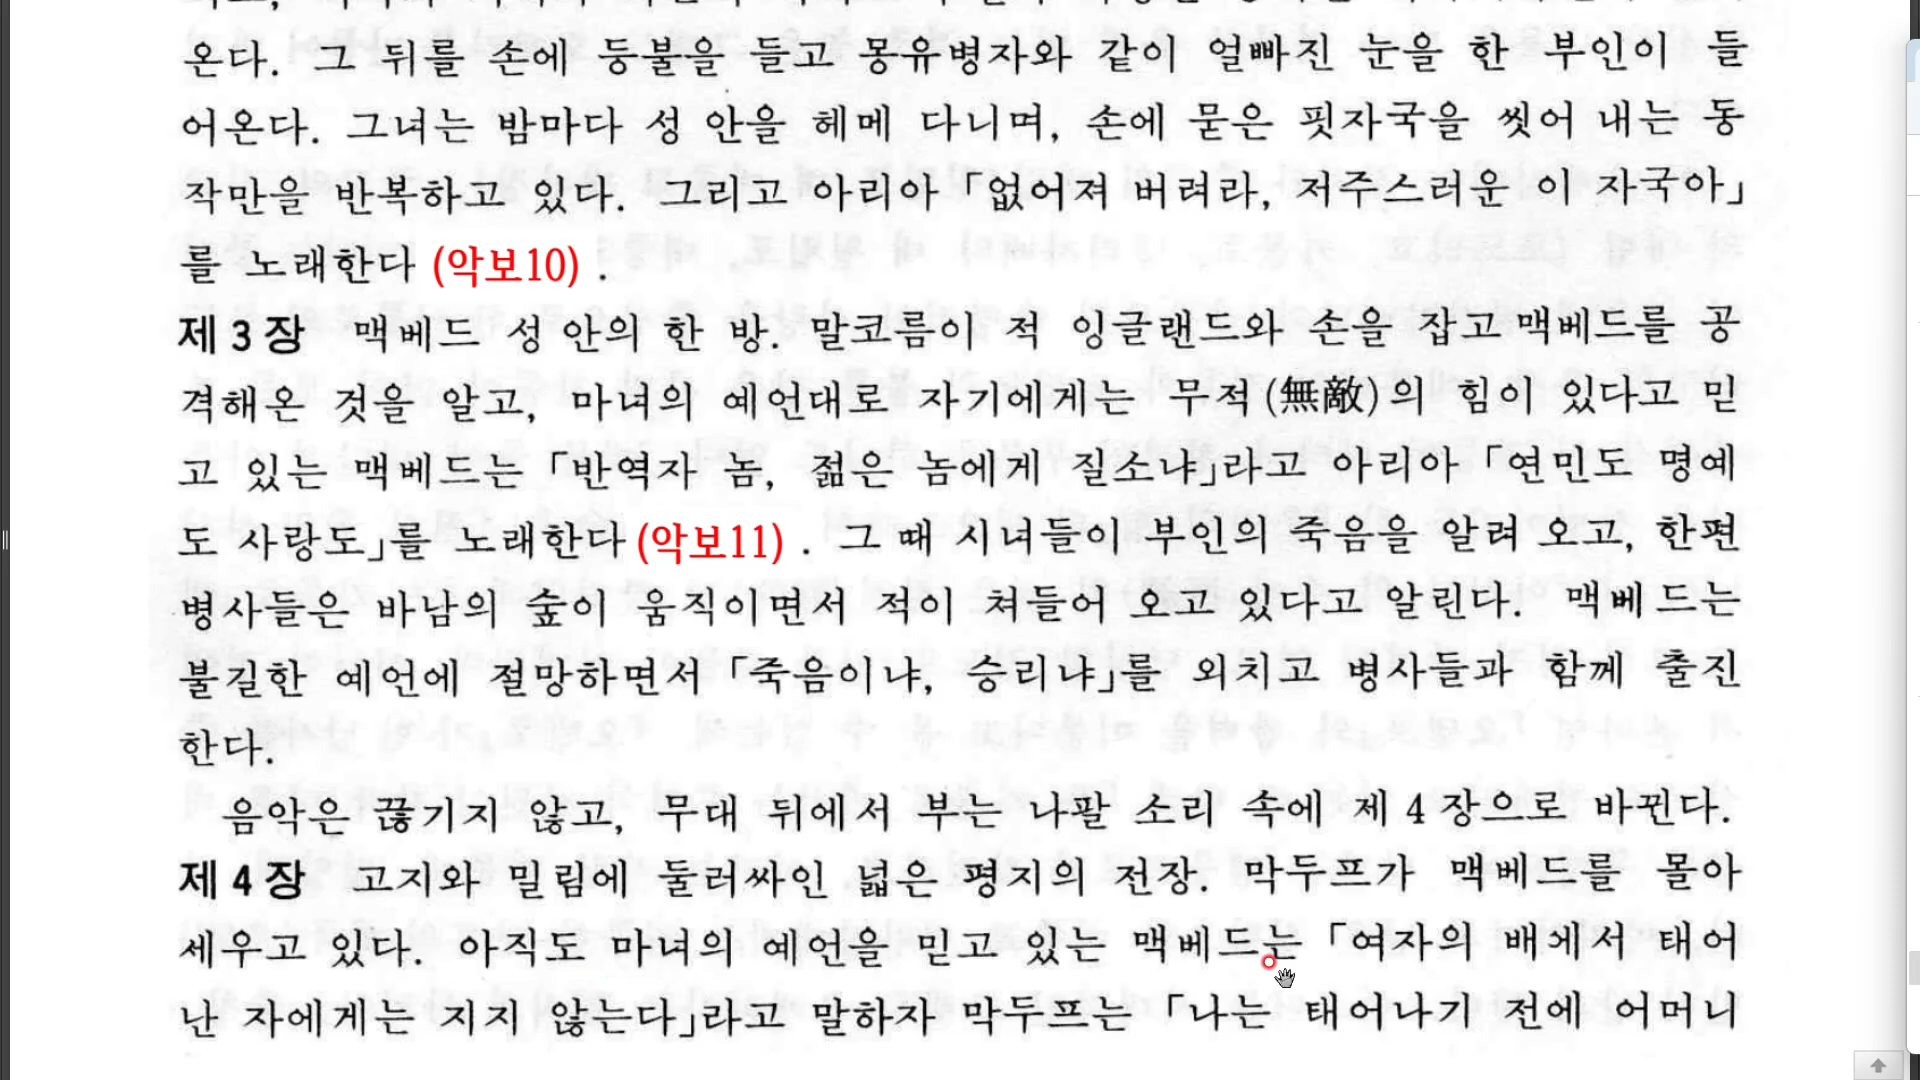 온다. 그 뒤를 손에 등불을 들고 몽유병자와 같이 얼빠진 눈을 한 부인이 들
어온다. 그녀는 밤마다 성 안을 헤메 다니며, 손에 묻은 핏자국을 씻어 내는 동
작만을 반복하고 있다. 그리고 아리아 「없어져 버려라, 저주스러운 이 자국아」
를 노래한다 (악보10) .
제 3 장 맥베드 성 안의 한 방. 말코름이 적 잉글랜드와 손을 잡고 맥베드를 공
격해온 것을 알고, 마녀의 예언대로 자기에게는 무적 (無敵)의 힘이 있다고 믿
고 있는 맥베드는 「반역자 놈, 젊은 놈에게 질소냐」라고 아리아 「연민도 명예
도 사랑도」를 노래한다 (악보11) . 그 때 시녀들이 부인의 죽음을 알려 오고, 한편
병사들은 바남의 숲이 움직이면서 적이 쳐들어 오고 있다고 알린다. 맥베드는
불길한 예언에 절망하면서 「죽음이냐, 승리냐」를 외치고 병사들과 함께 출진
한다.
음악은 끊기지 않고, 무대 뒤에서 부는 나팔 소리 속에 제 4 장으로 바뀐다.
제 4 장 고지와 밀림에 둘러싸인 넓은 평지의 전장. 막두프가 맥베드를 몰아
세우고 있다. 아직도 마녀의 예언을 믿고 있는 맥베드는 「여자의 배에서 태어
난 자에게는 지지 않는다」라고 말하자 막두프는 「나는 태어나기 전에 어머니